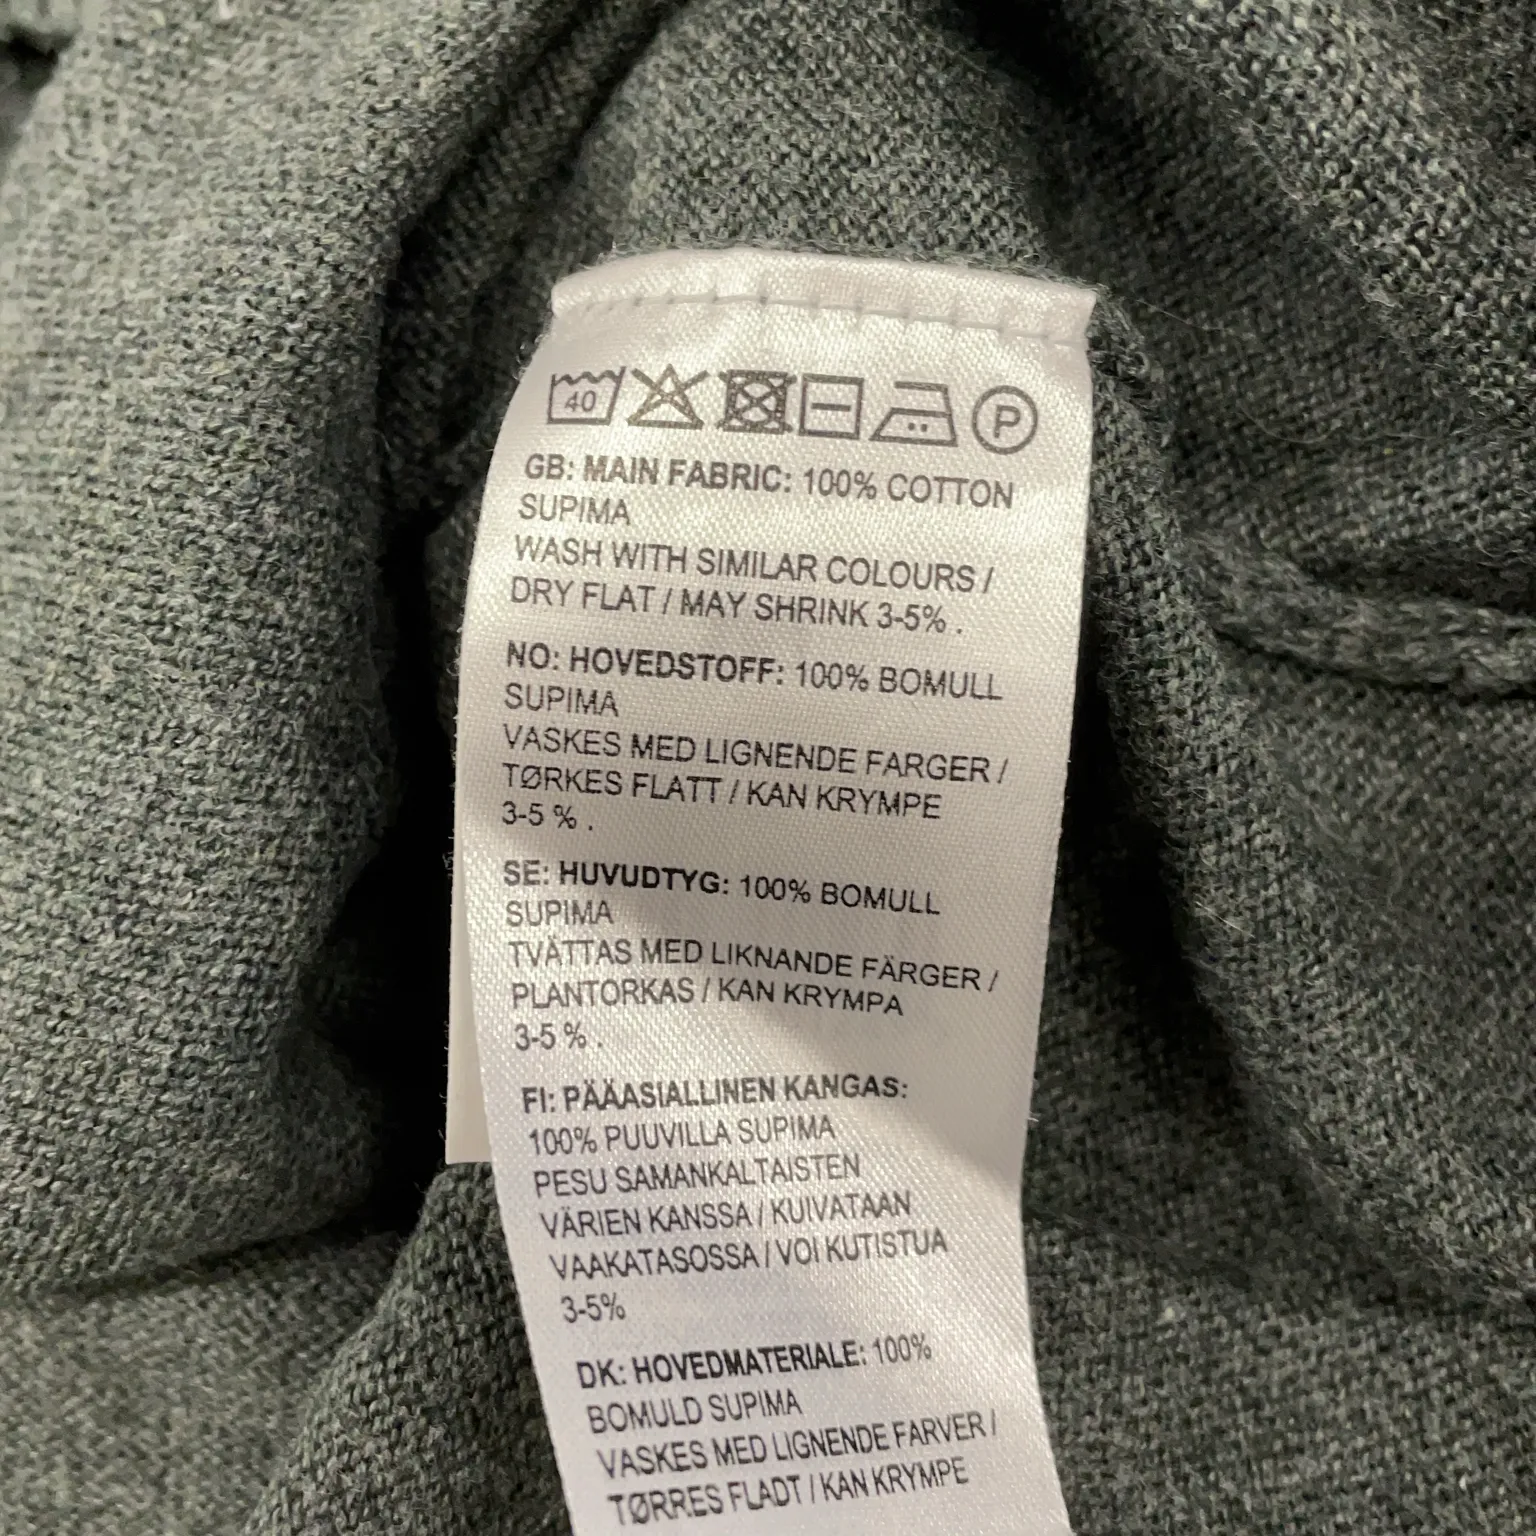 40
P
GB: MAIN FABRIC: 100% COTTON
SUPIMA
WASH WITH SIMILAR COLOURS /
DRY FLAT / MAY SHRINK 3-5% .
NO: HOVEDSTOFF: 100% BOMULL
SUPIMA
VASKES MED LIGNENDE FARGER /
TØRKES FLATT / KAN KRYMPE
3-5 % .
SE: HUVUDTYG: 100% BOMULL
SUPIMA
TVÄTTAS MED LIKNANDE FÄRGER /
PLANTORKAS / KAN KRYMPA
3-5 % .
FI: PÄÄASIALLINEN KANGAS:
100% PUUVILLA SUPIMA
PESU SAMANKALTAISTEN
VÄRIEN KANSSA / KUIVATAAN
VAAKATASOSSA / VOI KUTISTUA
3-5%
DK: HOVEDMATERIALE: 100%
BOMULD SUPIMA
VASKES MED LIGNENDE FARVER /
TØRRES FLADT / KAN KRYMPE